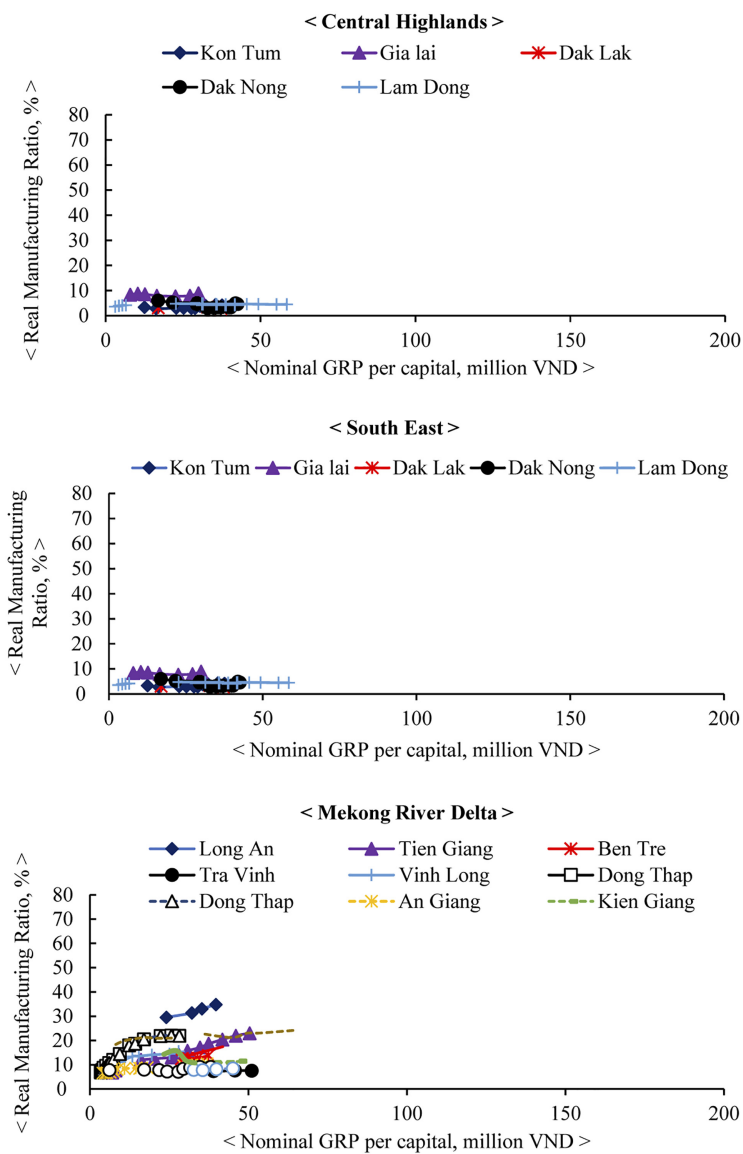 < Central Highlands >
Kon Tum Gia lai Dak Lak
Dak Nong Lam Dong
80
70
60
50
40
30
20
10
0
0 50 100 150 200
< Real Manufacturing Ratio, % >
< Nominal GRP per capital, million VND >
< South East >
Kon Tum Gia lai Dak Lak Dak Nong Lam Dong
80
70
60
50
40
30
20
10
0
0 50 100 150 200
< Real Manufacturing
Ratio, % >
< Nominal GRP per capital, million VND >
< Mekong River Delta >
Long An Tien Giang Ben Tre
Tra Vinh Vinh Long Dong Thap
Dong Thap An Giang Kien Giang
80
70
60
50
40
30
20
10
0
0 50 100 150 200
< Real Manufacturing Ratio, % >
< Nominal GRP per capital, million VND >